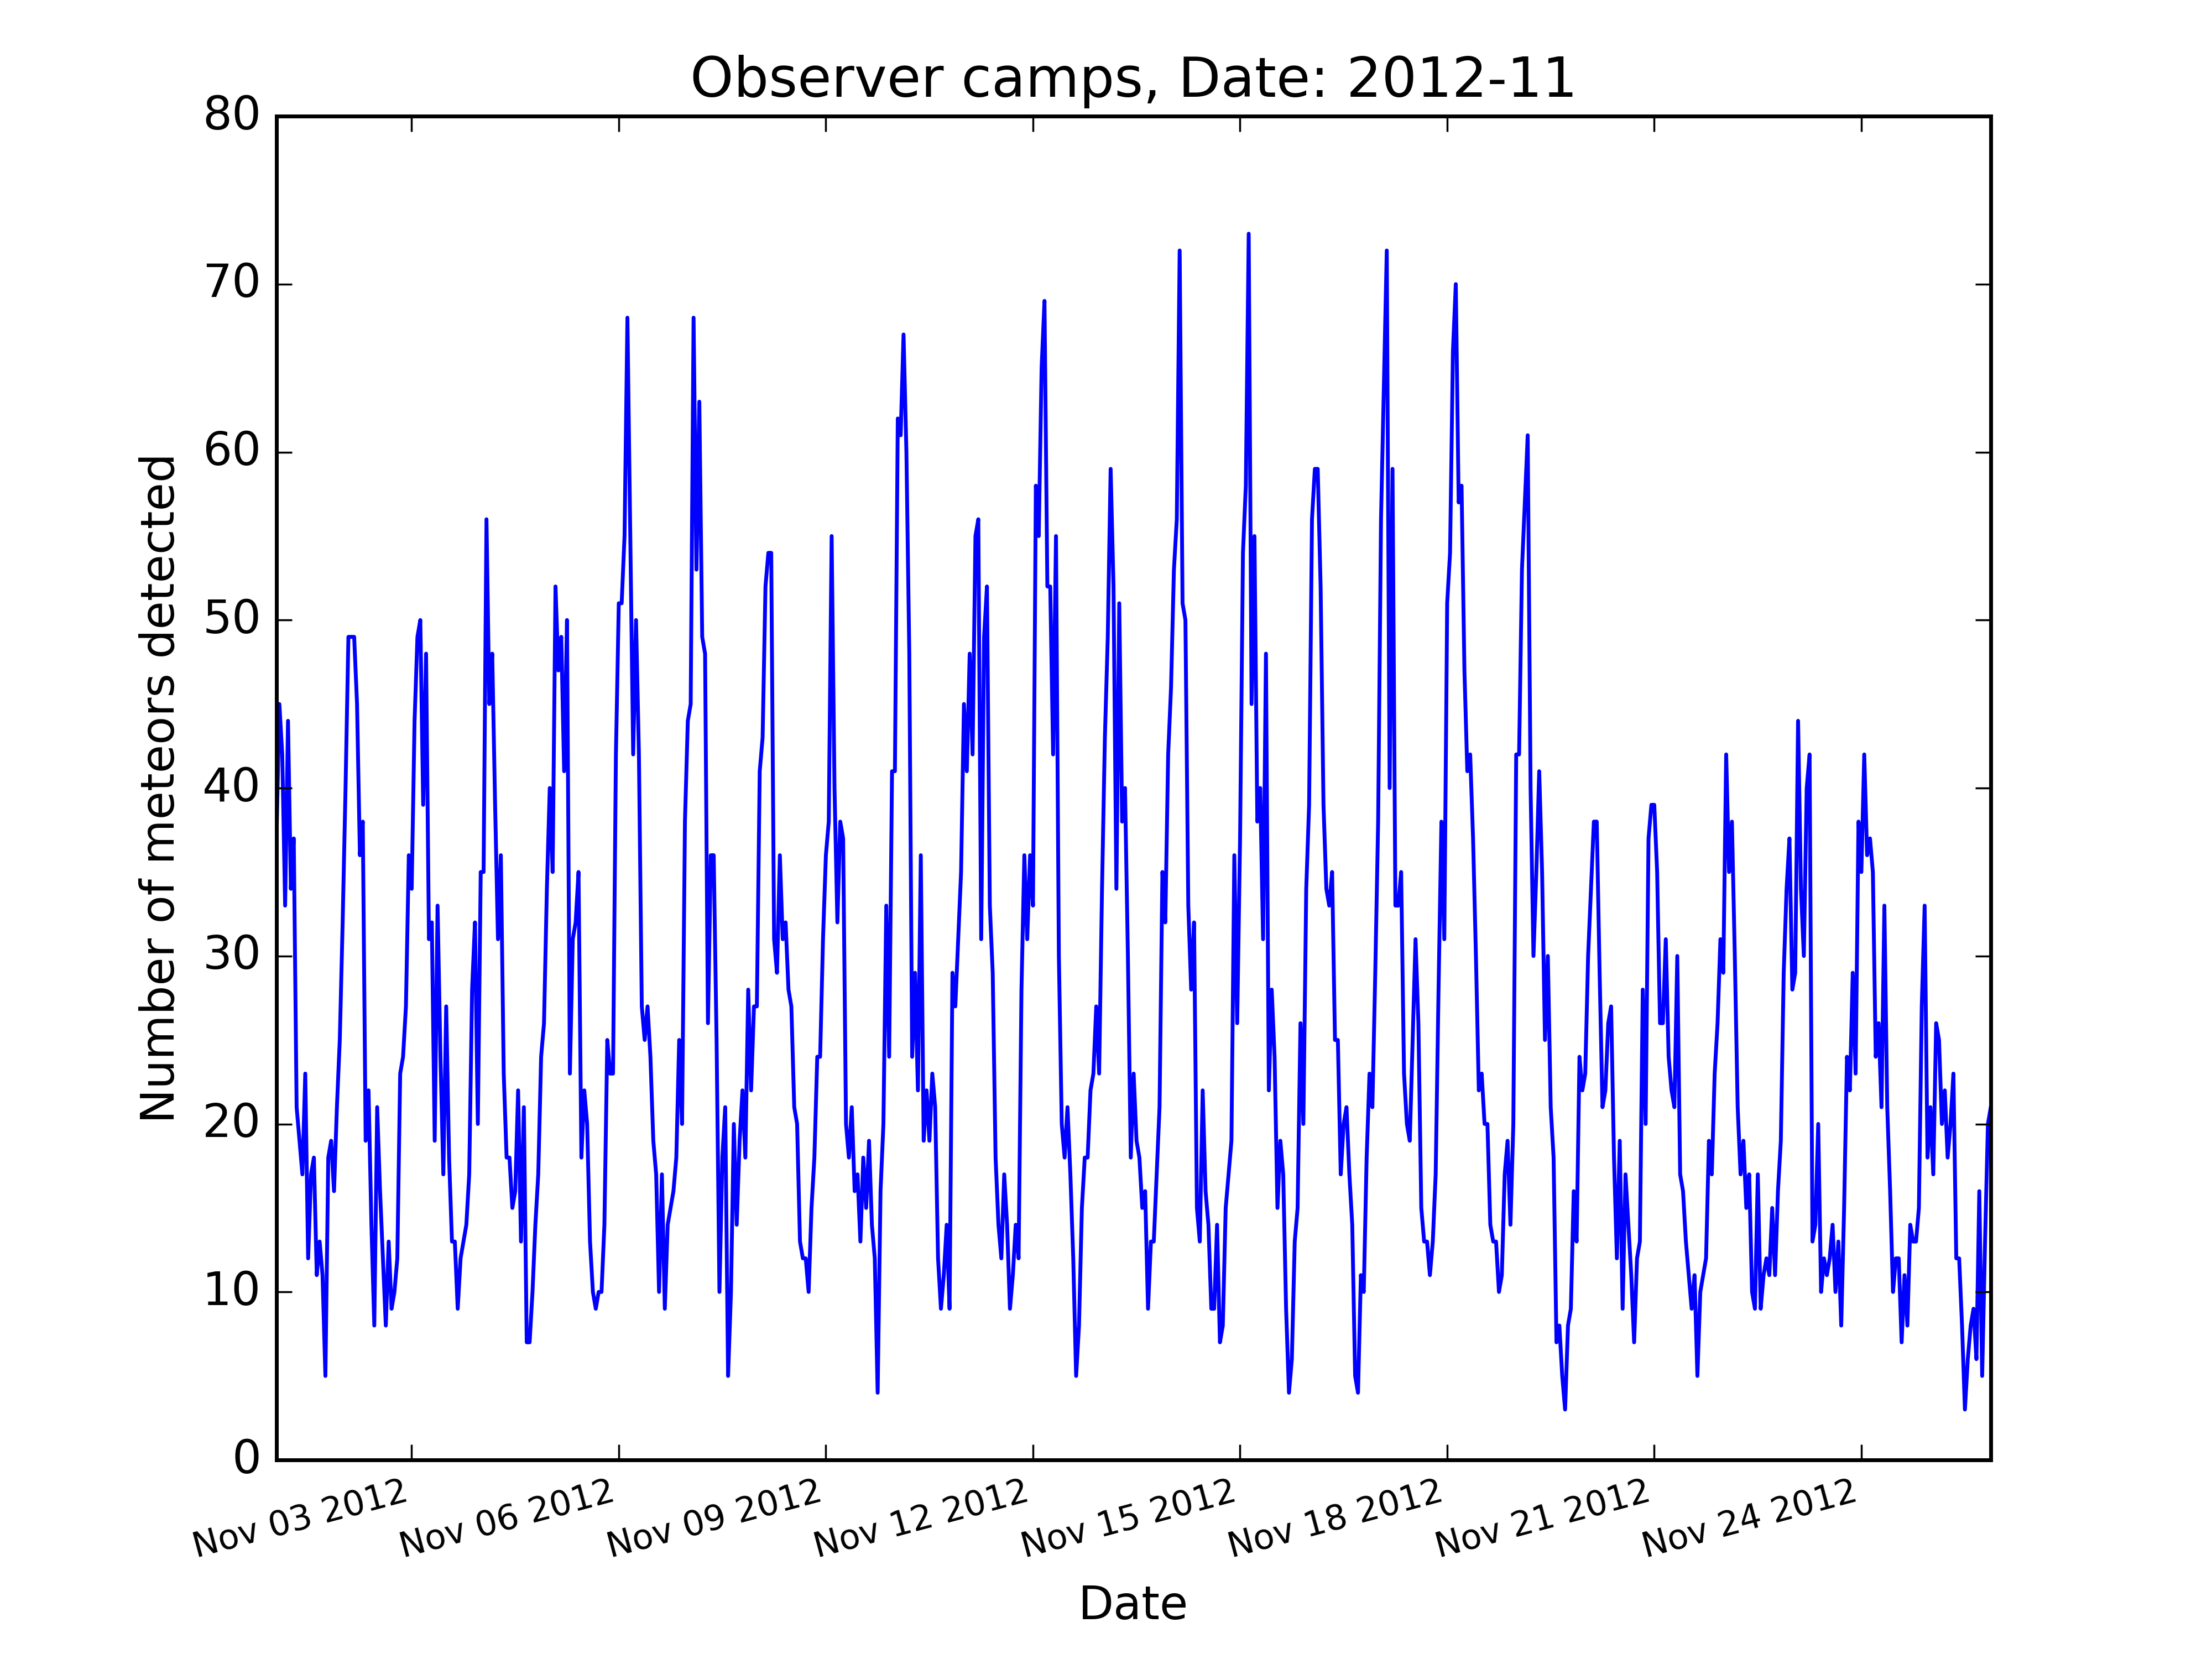 Observer camps, Date: 2012-11
80
70
60
50
40
30
20
10
0
Number of meteors detected
Nov 03 2012
Nov 06 2012
Nov 09 2012
Nov 12 2012
Nov 15 2012
Nov 18 2012
Nov 21 2012
Nov 24 2012
Date